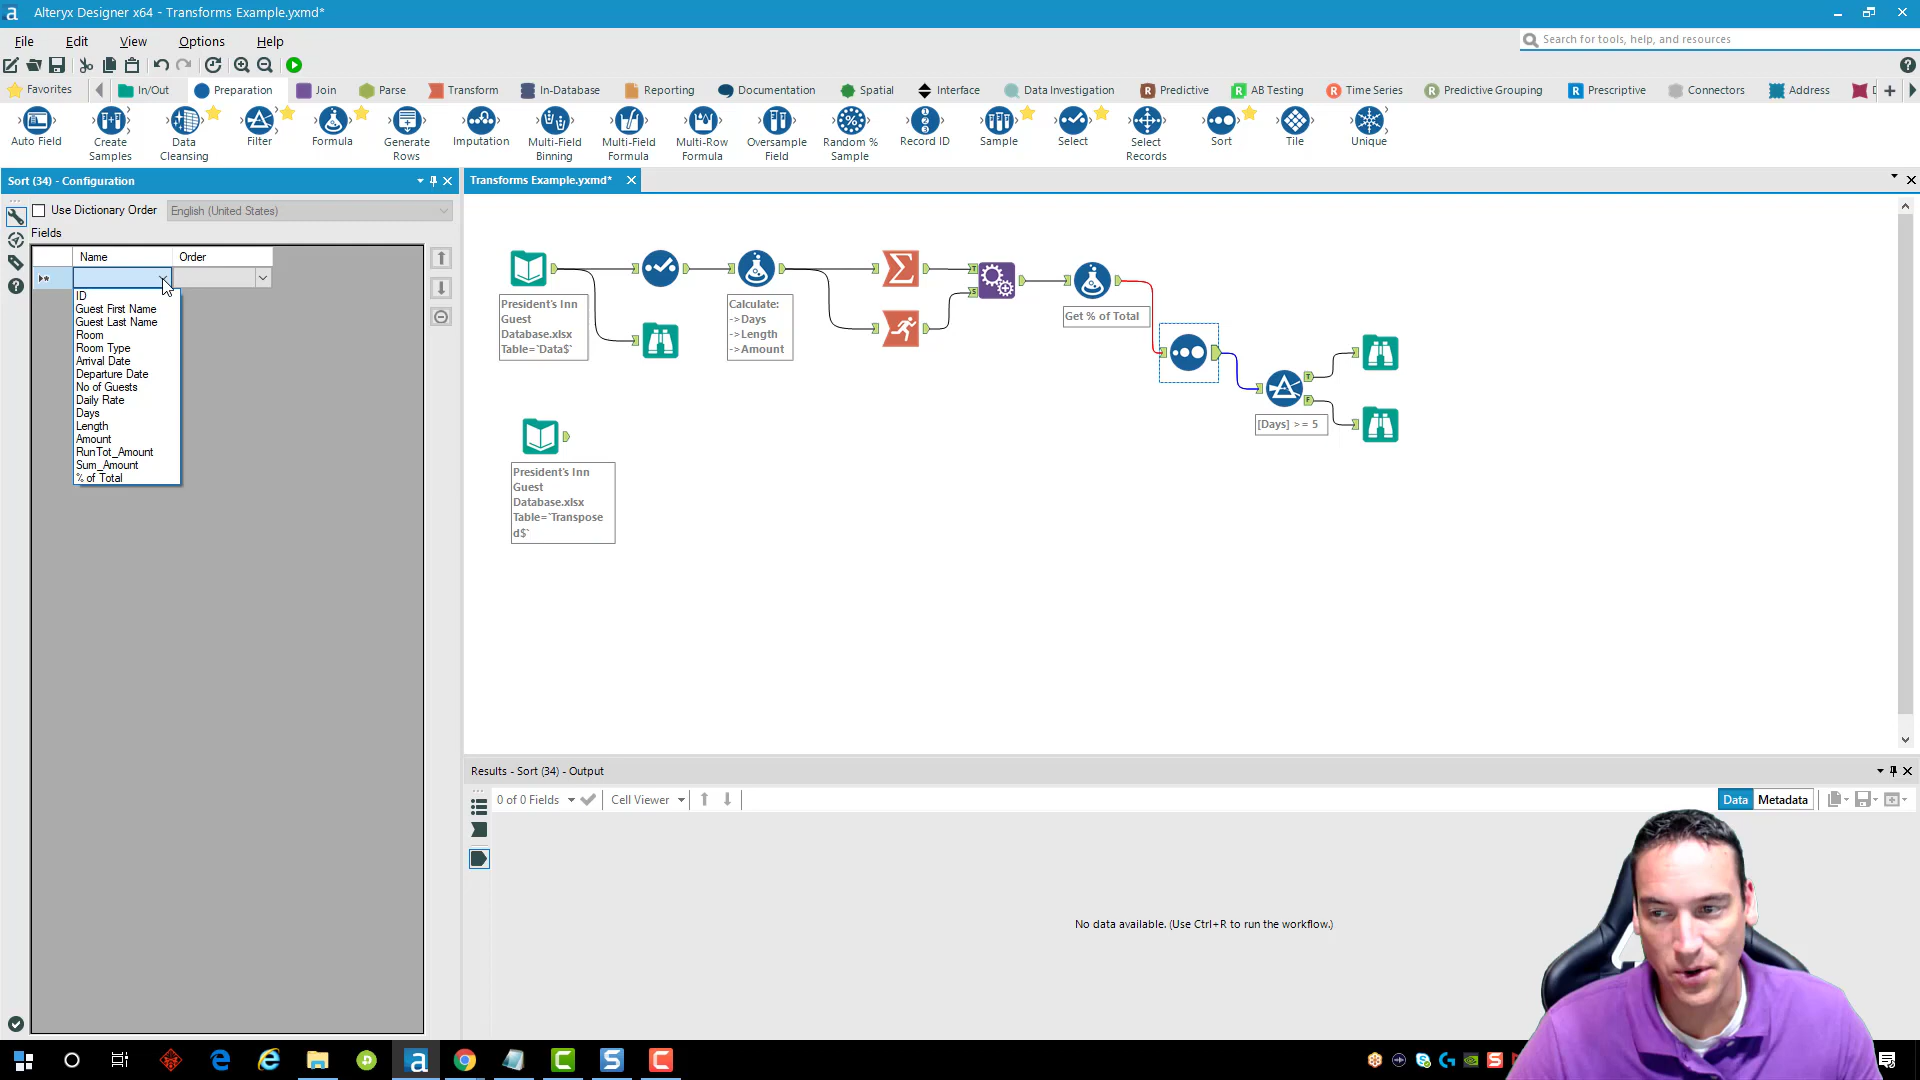 Alteryx Designer x64 - Transforms Example.yxmd*
File Edit View Options Help
Search for tools, help, and resources
Favorites In/Out Preparation Join Parse Transform In-Database Reporting Documentation Spatial Interface Data Investigation Predictive AB Testing Time Series Predictive Grouping Prescriptive Connectors Address
Auto Field
Create
Samples
Data
Cleansing
Filter
Formula
Generate
Rows
Imputation
Multi-Field
Binning
Multi-Field
Formula
Multi-Row
Formula
Oversample
Field
Random %
Sample
Record ID
Sample
Select
Select
Records
Sort
Tile
Unique
Sort (34) - Configuration
Transforms Example.yxmd*
Use Dictionary Order English (United States)
Fields
Name Order
ID
Guest First Name
Guest Last Name
Room
Room Type
Arrival Date
Departure Date
No of Guests
Daily Rate
Days
Length
Amount
RunTot_Amount
Sum_Amount
% of Total
President's Inn
Guest
Database.xlsx
Table=`Data$`
Calculate:
->Days
->Length
->Amount
T
S
Get % of Total
T
F
[Days] >= 5
President's Inn
Guest
Database.xlsx
Table=`Transpose
d$`
Results - Sort (34) - Output
0 of 0 Fields Cell Viewer Data Metadata
No data available. (Use Ctrl+R to run the workflow.)